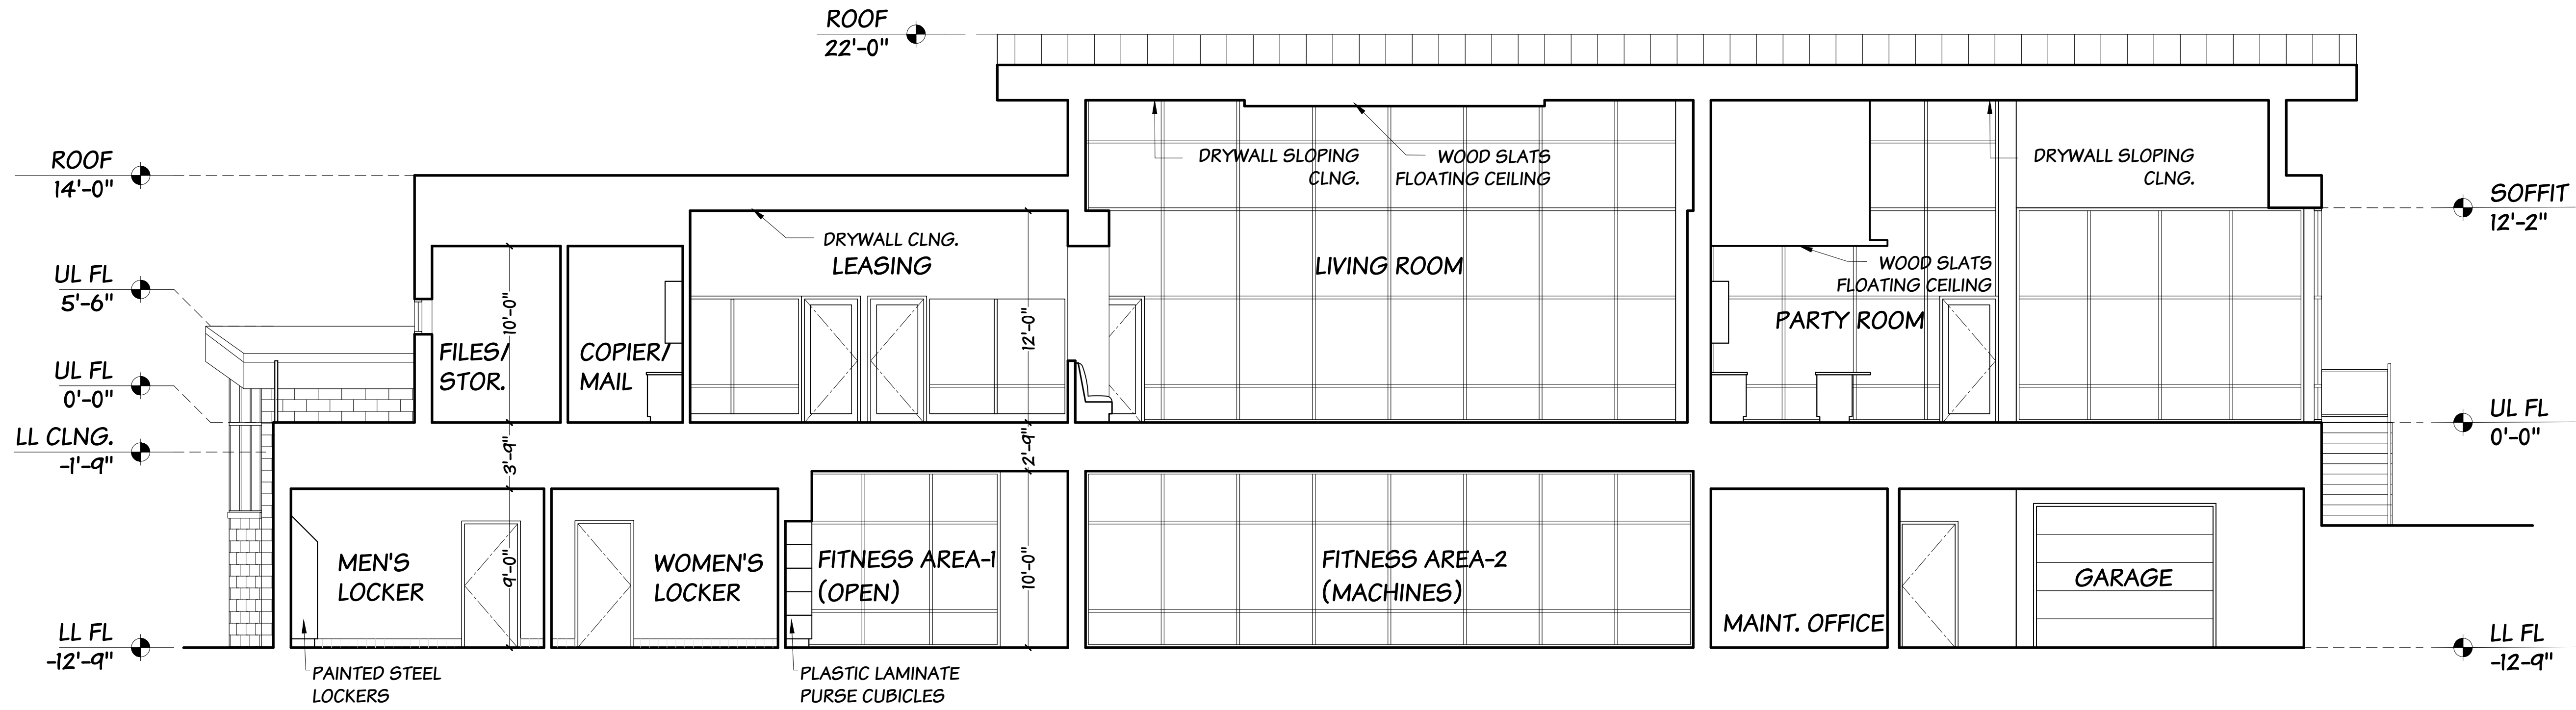 ROOF
22'-0"
ROOF
14'-0"
UL FL
5'-6"
UL FL
0'-0"
LL CLNG.
-1'-9"
LL FL
-12'-9"
DRYWALL CLNG.
LEASING
FILES/
STOR.
10'-0"
COPIER/
MAIL
12'-0"
DRYWALL SLOPING
CLNG.
WOOD SLATS
FLOATING CEILING
LIVING ROOM
DRYWALL SLOPING
CLNG.
WOOD SLATS
FLOATING CEILING
PARTY ROOM
SOFFIT
12'-2"
UL FL
0'-0"
LL FL
-12-9"
3'-9"
2'-9"
MEN'S
LOCKER
9'-0"
WOMEN'S
LOCKER
FITNESS AREA-1
(OPEN)
10'-0"
FITNESS AREA-2
(MACHINES)
MAINT. OFFICE
GARAGE
PAINTED STEEL
LOCKERS
PLASTIC LAMINATE
PURSE CUBICLES